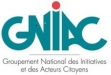 GNIAC
Groupement National des Initiatives
et des Acteurs Citoyens